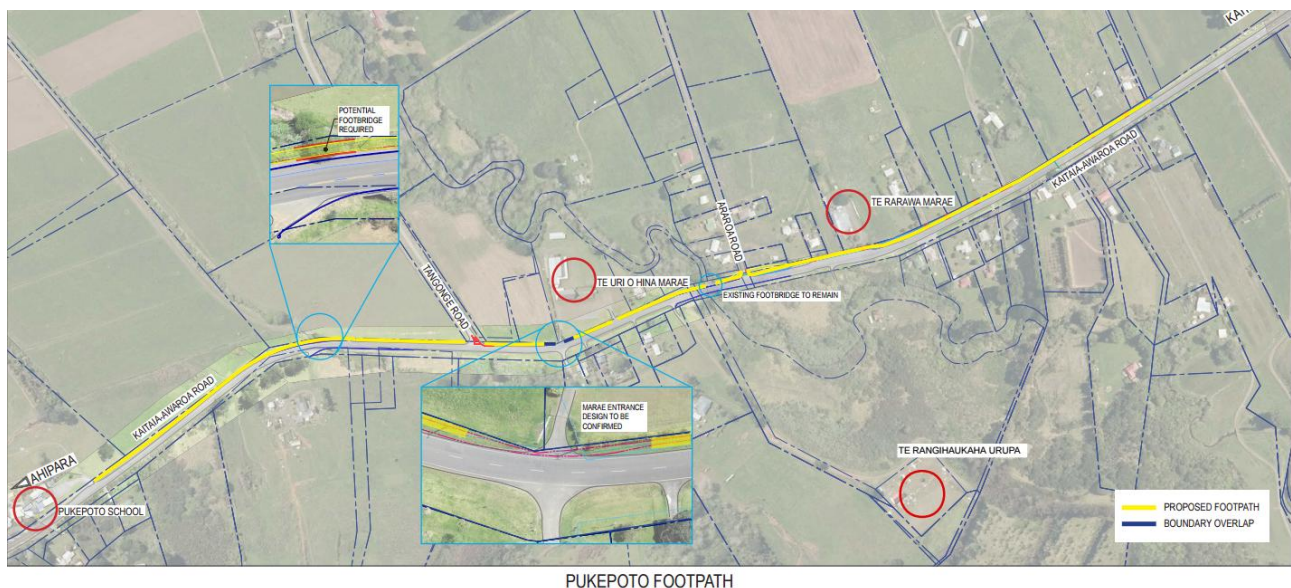 KAITAIA-AWAROA ROAD
POTENTIAL
FOOTBRIDGE
REQUIRED
TE RARAWA MARAE
ARAROA ROAD
TANGONGE ROAD
TE URI O HINA MARAE
EXISTING FOOTBRIDGE TO REMAIN
KAITAIA-AWAROA ROAD
MARAE ENTRANCE
DESIGN TO BE
CONFIRMED
TE RANGIHAUKAHA URUPA
AHIPARA
PUKEPOTO SCHOOL
PROPOSED FOOTPATH
BOUNDARY OVERLAP
PUKEPOTO FOOTPATH